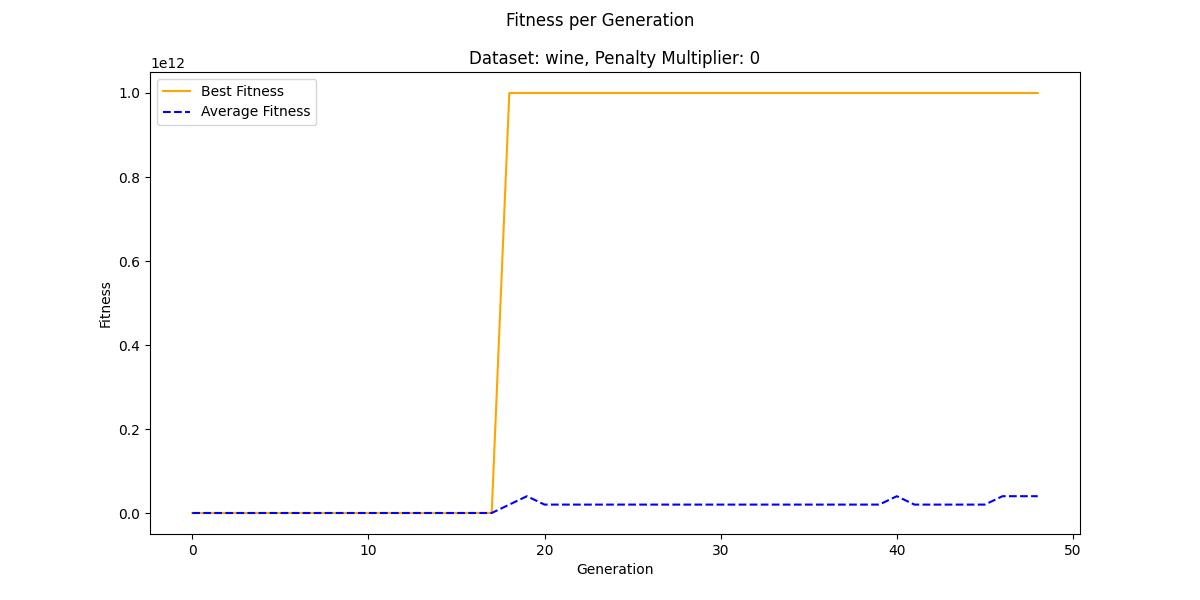 Fitness per Generation
Dataset: wine, Penalty Multiplier: 0
1e12
Best Fitness
Average Fitness
1.0
0.8
0.6
0.4
0.2
0.0
Fitness
0 10 20 30 40 50
Generation